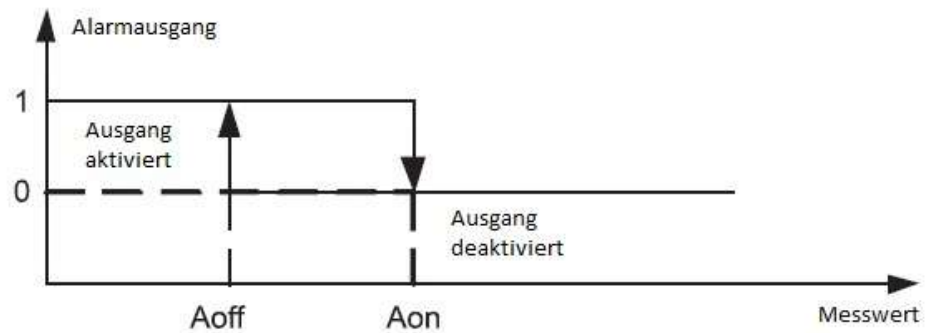 Alarmausgang
1
Ausgang
aktiviert
0
Ausgang
deaktiviert
Aoff
Aon
Messwert